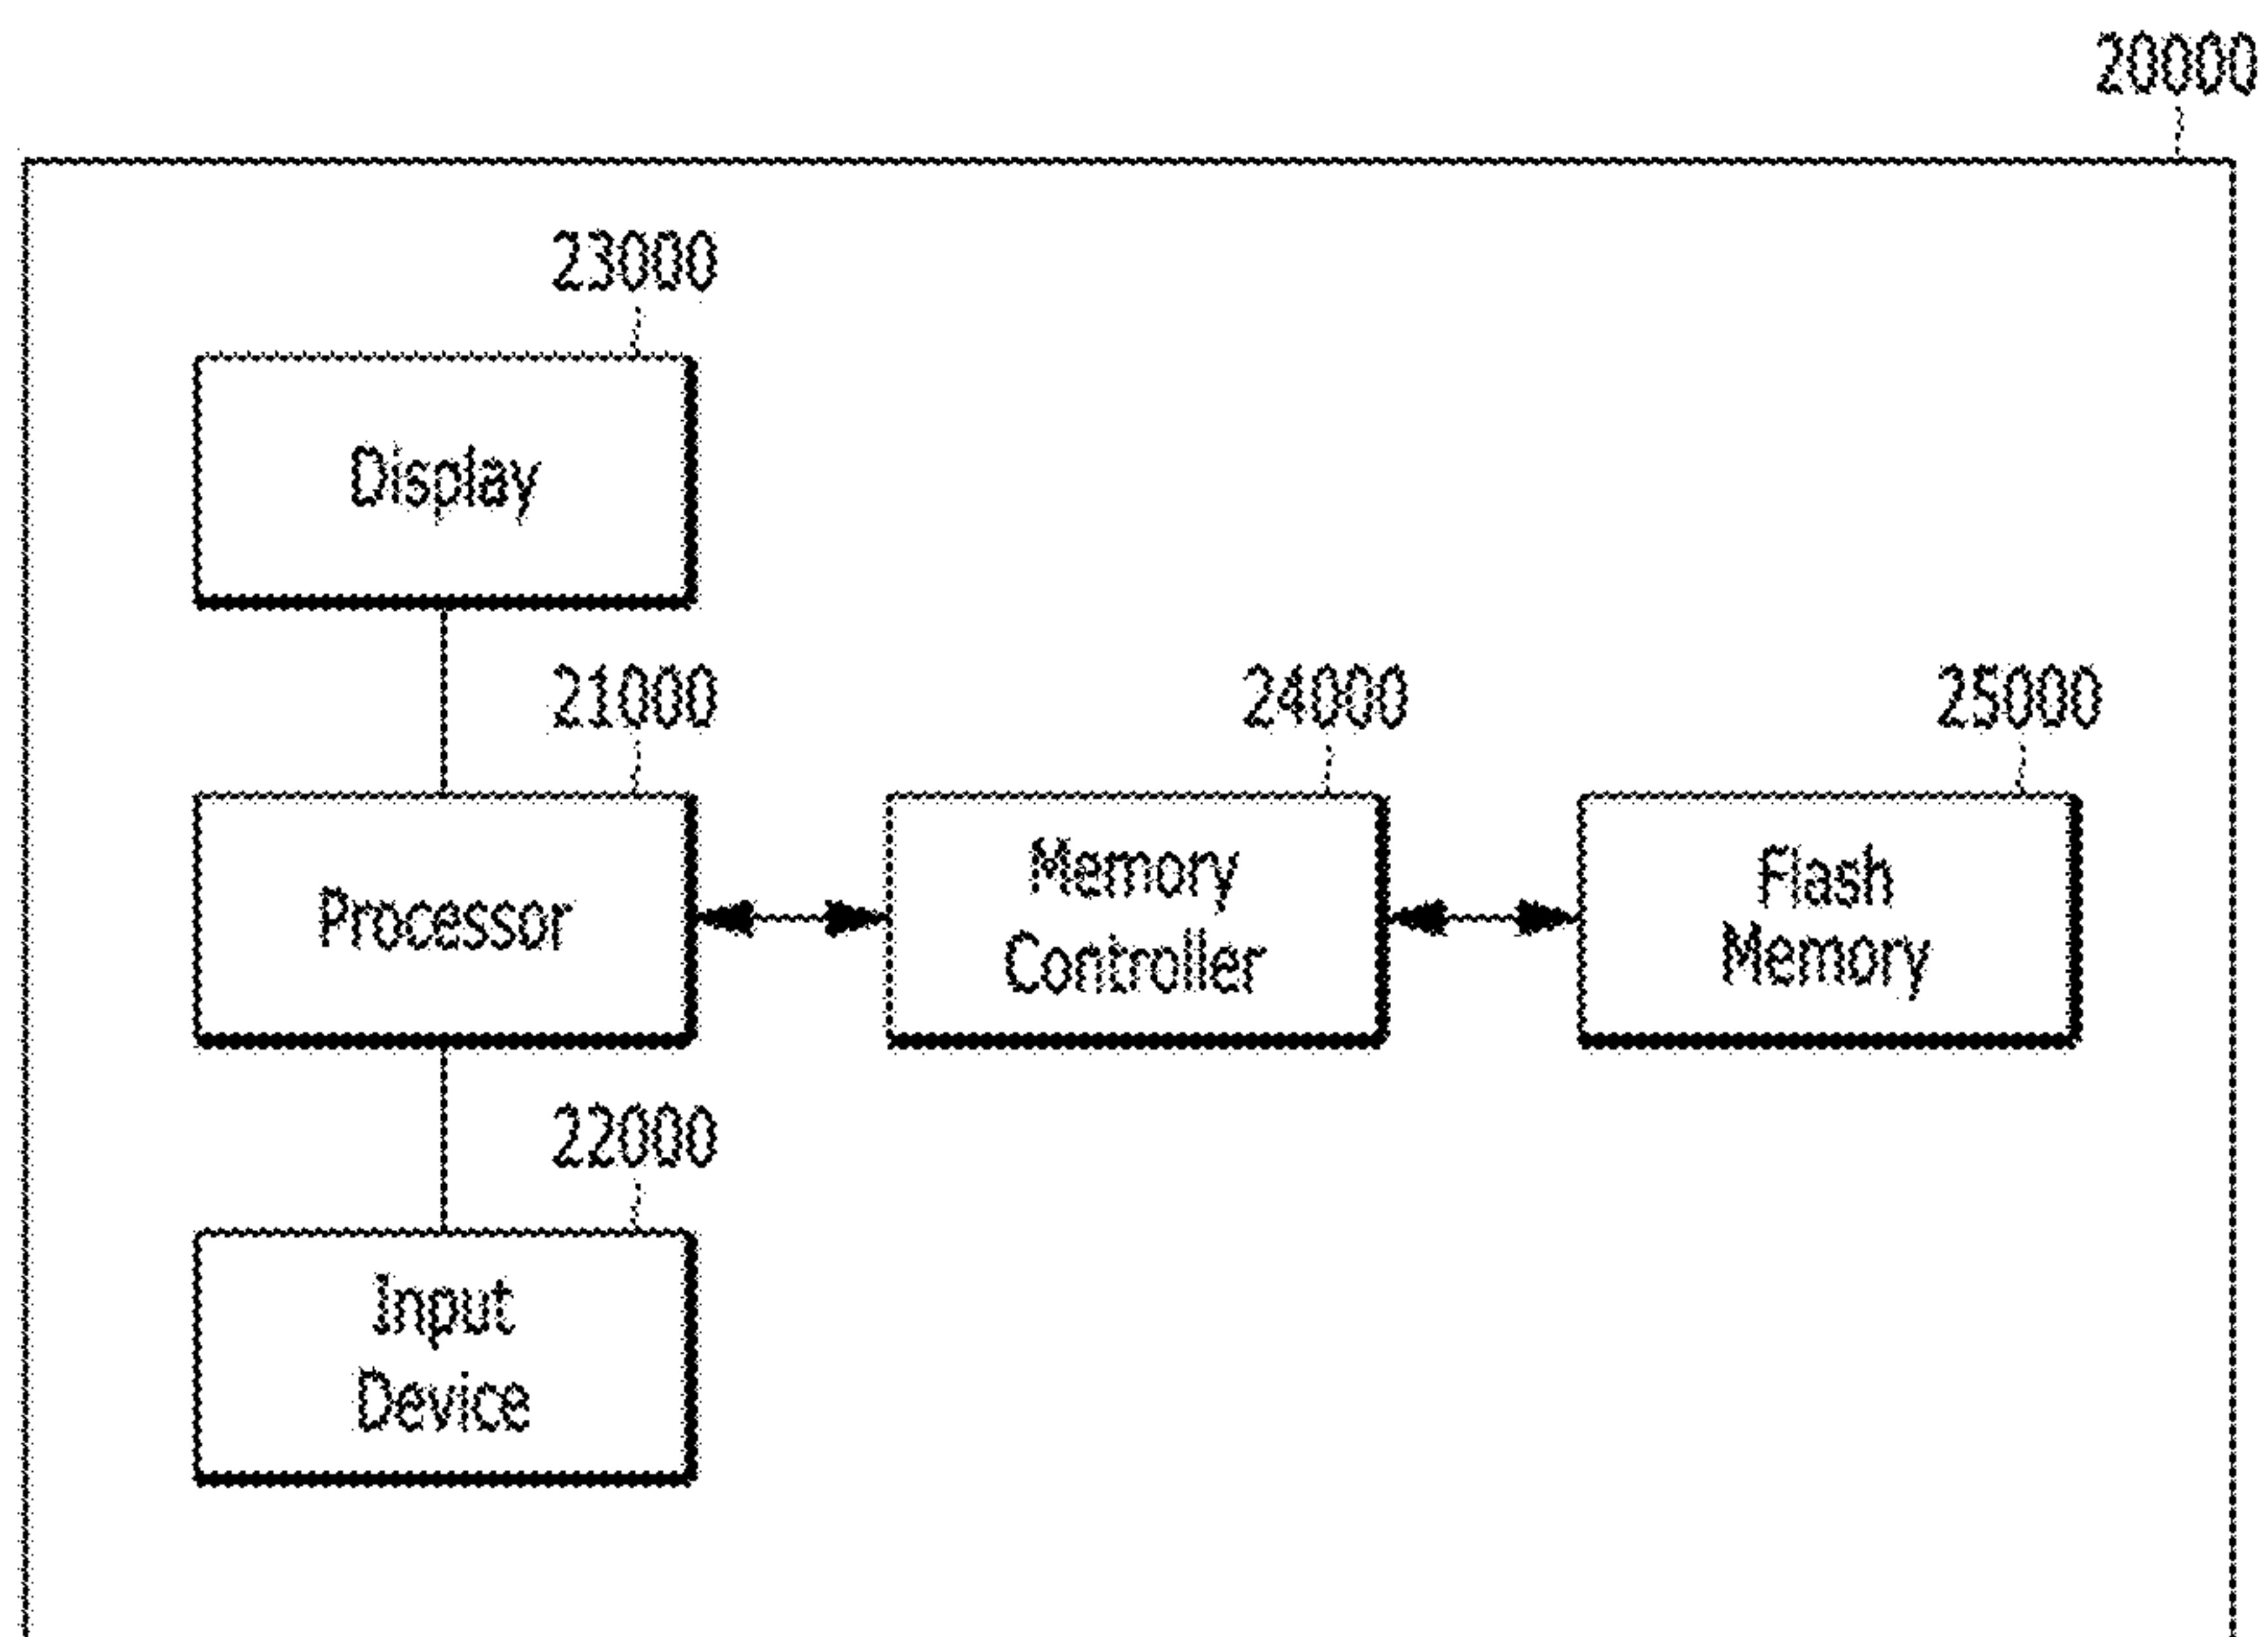 20000
23000
Display
21000
24000
25000
Processor
Memory
Controller
Flash
Memory
22000
Input
Device